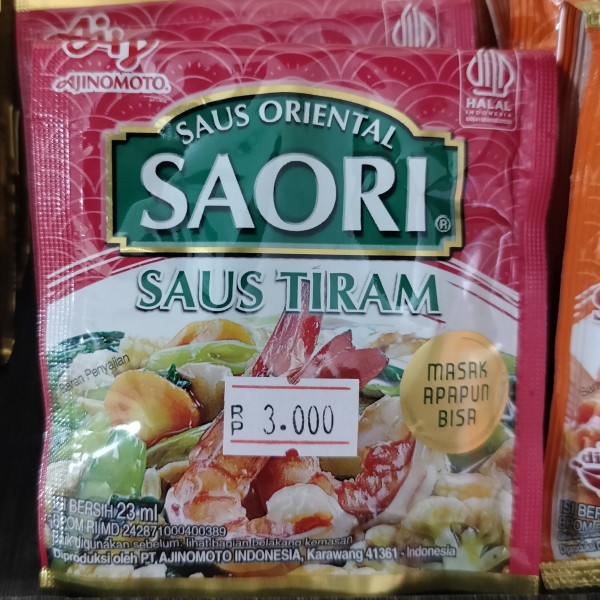 AJINOMOTO®
HALAL
INDONESIA
SAUS ORIENTAL
SAORI®
SAUS TIRAM
Saran Penyajian
MASAK
APAPUN
BISA
RP 3.000
ISI BERSIH 23 ml
BPOM RI MD 242871000400389
Baik digunakan sebelum: lihat bagian belakang kemasan
Diproduksi oleh PT. AJINOMOTO INDONESIA, Karawang 41361 - Indonesia